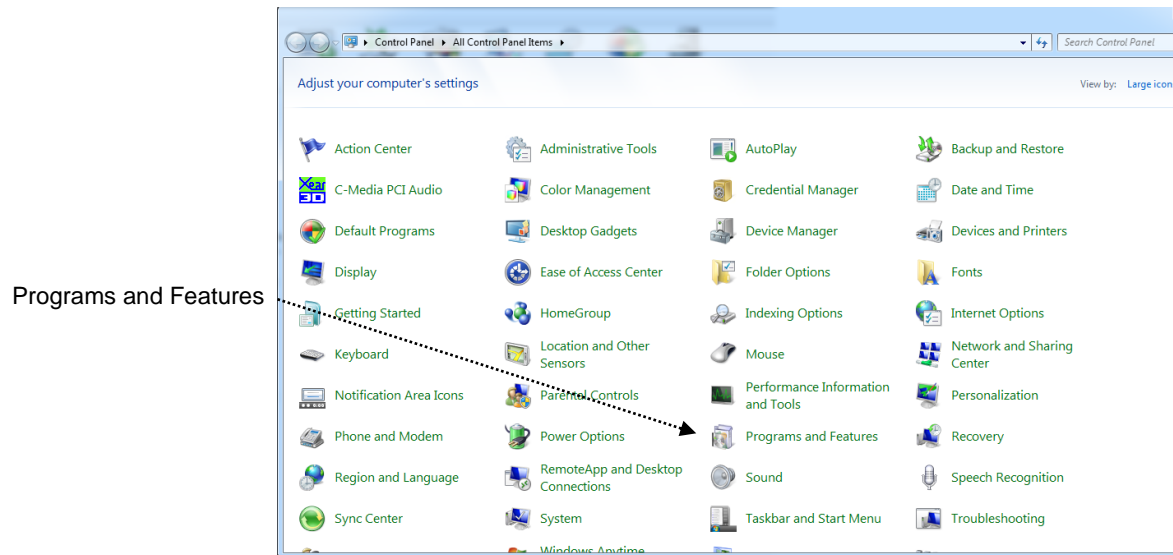 Control Panel ▸ All Control Panel Items ▸
Search Control Panel
Adjust your computer's settings
View by: Large icon
Action Center
Administrative Tools
AutoPlay
Backup and Restore
Xear
3D
C-Media PCI Audio
Color Management
Credential Manager
Date and Time
Default Programs
Desktop Gadgets
Device Manager
Devices and Printers
Display
Ease of Access Center
Folder Options
Fonts
Programs and Features
Getting Started
HomeGroup
Indexing Options
Internet Options
Keyboard
Location and Other
Sensors
Mouse
Network and Sharing
Center
Notification Area Icons
Parental Controls
Performance Information
and Tools
Personalization
Phone and Modem
Power Options
Programs and Features
Recovery
Region and Language
RemoteApp and Desktop
Connections
Sound
Speech Recognition
Sync Center
System
Taskbar and Start Menu
Troubleshooting
Windows Anytime